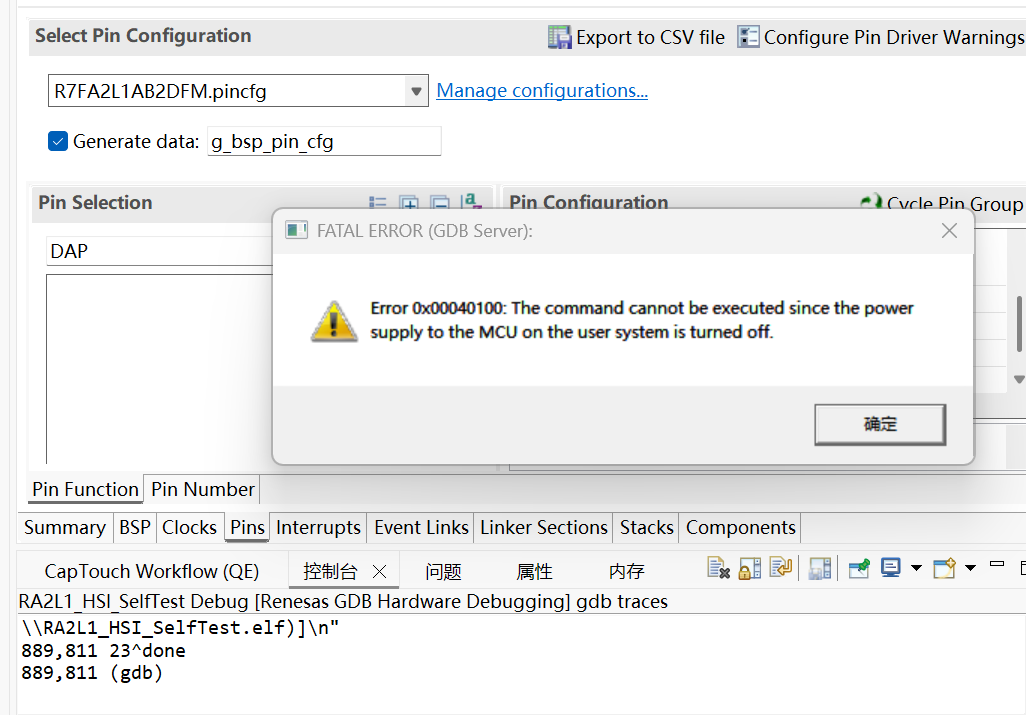 Select Pin Configuration
Export to CSV file
Configure Pin Driver Warnings
R7FA2L1AB2DFM.pincfg
Manage configurations...
Generate data:
g_bsp_pin_cfg
Pin Selection
Pin Configuration
Cycle Pin Group
DAP
FATAL ERROR (GDB Server):
Error 0x00040100: The command cannot be executed since the power
supply to the MCU on the user system is turned off.
确定
Pin Function
Pin Number
Summary
BSP
Clocks
Pins
Interrupts
Event Links
Linker Sections
Stacks
Components
CapTouch Workflow (QE)
控制台
问题
属性
内存
RA2L1_HSI_SelfTest Debug [Renesas GDB Hardware Debugging] gdb traces
\\RA2L1_HSI_SelfTest.elf)]\n"
889,811 23^done
889,811 (gdb)